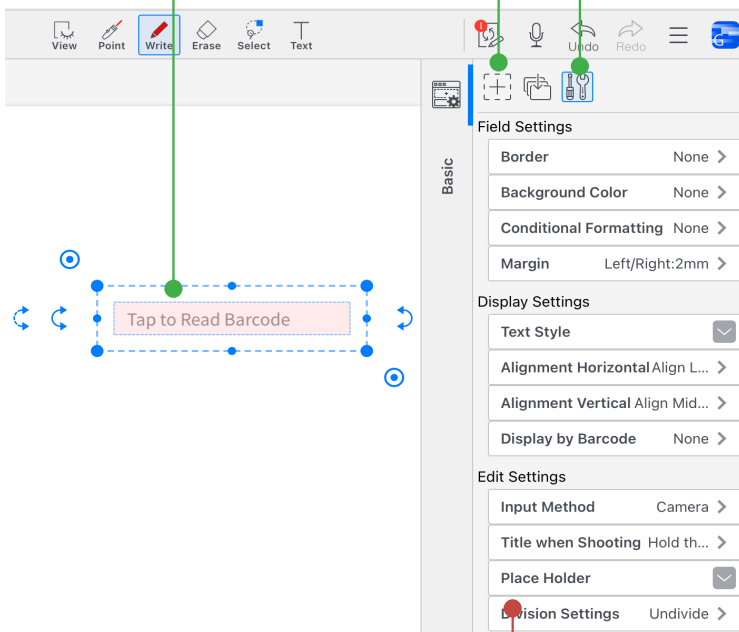 View Point Write Erase Select Text ! Undo Redo G
Basic
Field Settings
Border None
Background Color None
Conditional Formatting None
Margin Left/Right:2mm
Tap to Read Barcode
Display Settings
Text Style
Alignment Horizontal Align L...
Alignment Vertical Align Mid...
Display by Barcode None
Edit Settings
Input Method Camera
Title when Shooting Hold th...
Place Holder
Division Settings Undivide